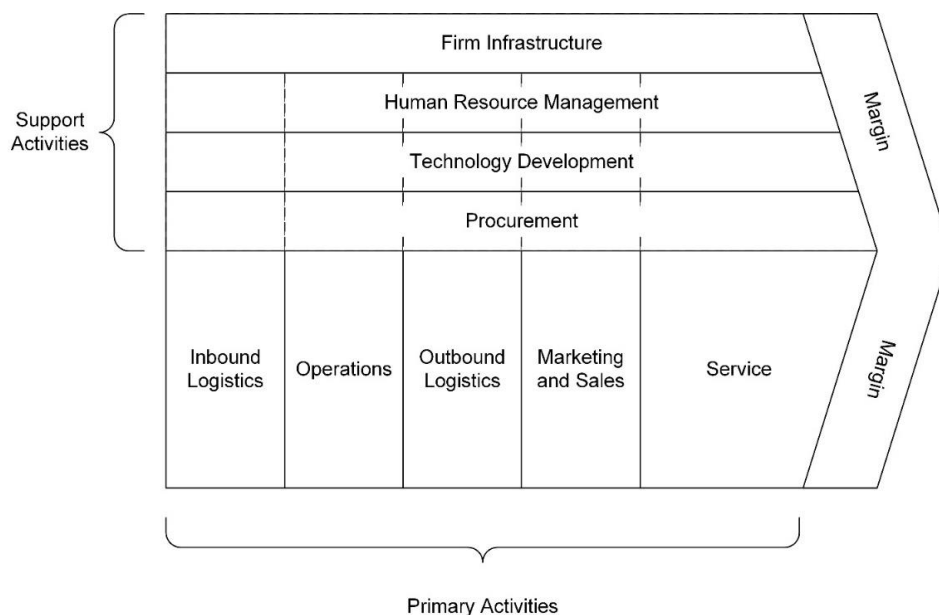 Firm Infrastructure
Human Resource Management
Support
Activities
Technology Development
Procurement
Margin
Inbound
Logistics
Operations
Outbound
Logistics
Marketing
and Sales
Service
Margin
Primary Activities